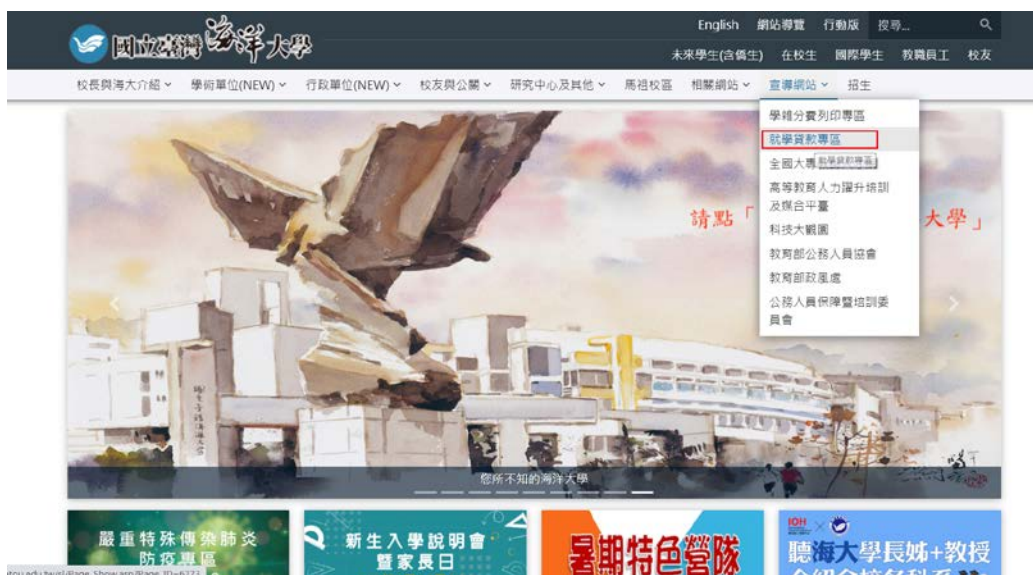 English 網站導覽 行動版 搜尋...
國立臺灣海洋大學
未來學生(含僑生) 在校生 國際學生 教職員工 校友
校長與海大介紹 學術單位(NEW) 行政單位(NEW) 校友與公關 研究中心及其他 馬祖校區 相關網站 宣導網站 招生
學雜分費列印專區
就學貸款專區
全國大專
就學貸款專區
高等教育人力躍升培訓
及媒合平臺
科技大觀園
教育部公務人員協會
教育部政風處
公務人員保障暨培訓委
員會
請點「
大學」
您所不知的海洋大學
嚴重特殊傳染肺炎
防疫專區
新生入學說明會
暨家長日
暑期特色營隊
IOH
聽海大學長姊+教授